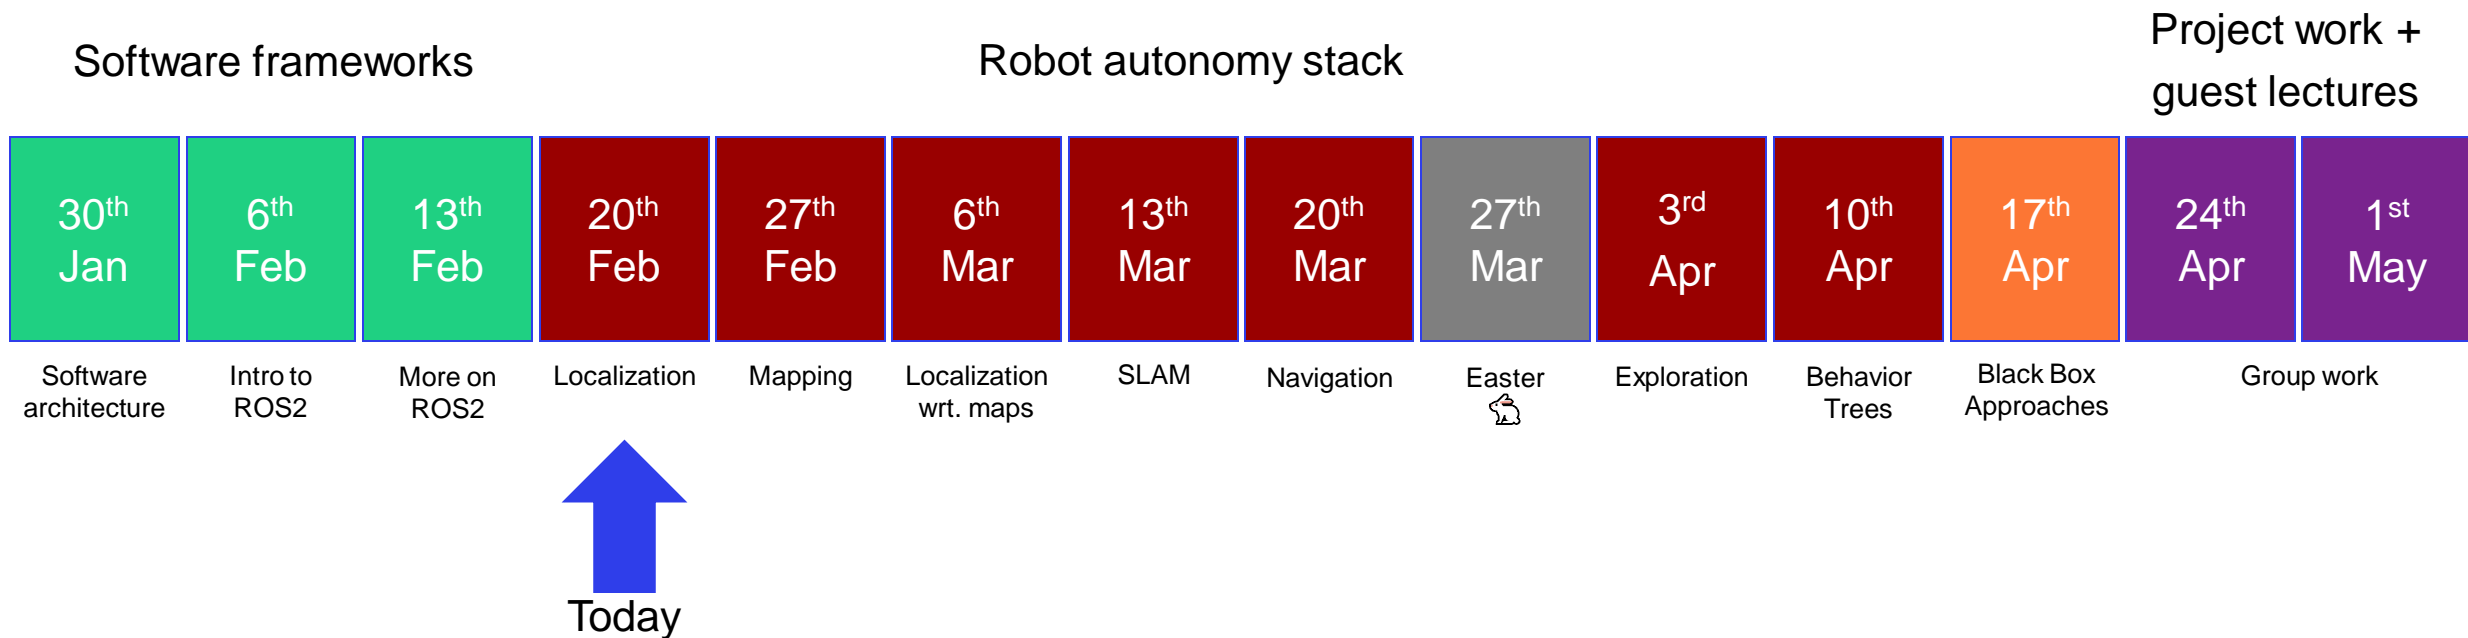 Software frameworks
Robot autonomy stack
Project work +
guest lectures
30th
Jan
6th
Feb
13th
Feb
20th
Feb
27th
Feb
6th
Mar
13th
Mar
20th
Mar
27th
Mar
3rd
Apr
10th
Apr
17th
Apr
24th
Apr
1st
May
Software
architecture
Intro to
ROS2
More on
ROS2
Localization
Mapping
Localization
wrt. maps
SLAM
Navigation
Easter
Exploration
Behavior
Trees
Black Box
Approaches
Group work
Today